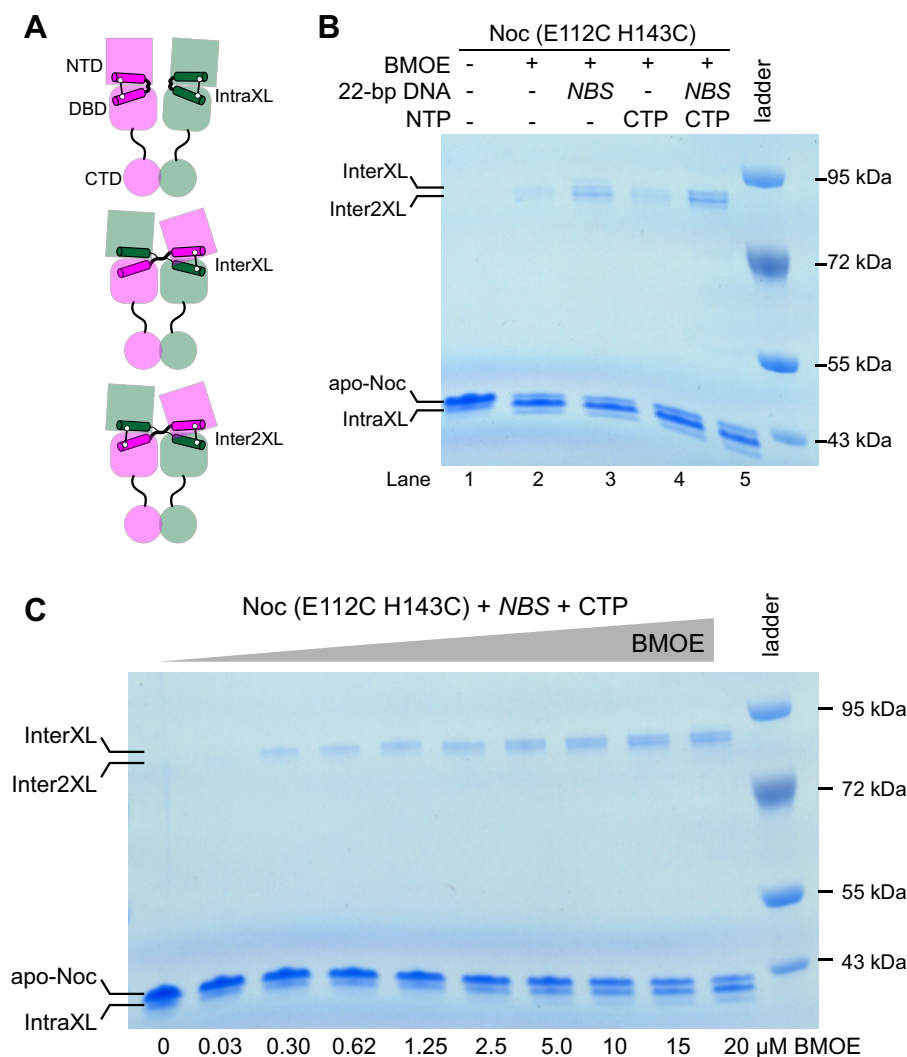 A
NTD
DBD
IntraXL
CTD
InterXL
Inter2XL
B
Noc (E112C H143C)
BMOE - + + + +
22-bp DNA - - NBS - NBS
NTP - - - CTP CTP
ladder
InterXL
Inter2XL
apo-Noc
IntraXL
95 kDa
72 kDa
55 kDa
43 kDa
Lane 1 2 3 4 5
C
Noc (E112C H143C) + NBS + CTP
BMOE
ladder
InterXL
Inter2XL
apo-Noc
IntraXL
95 kDa
72 kDa
55 kDa
43 kDa
0 0.03 0.30 0.62 1.25 2.5 5.0 10 15 20 µM BMOE